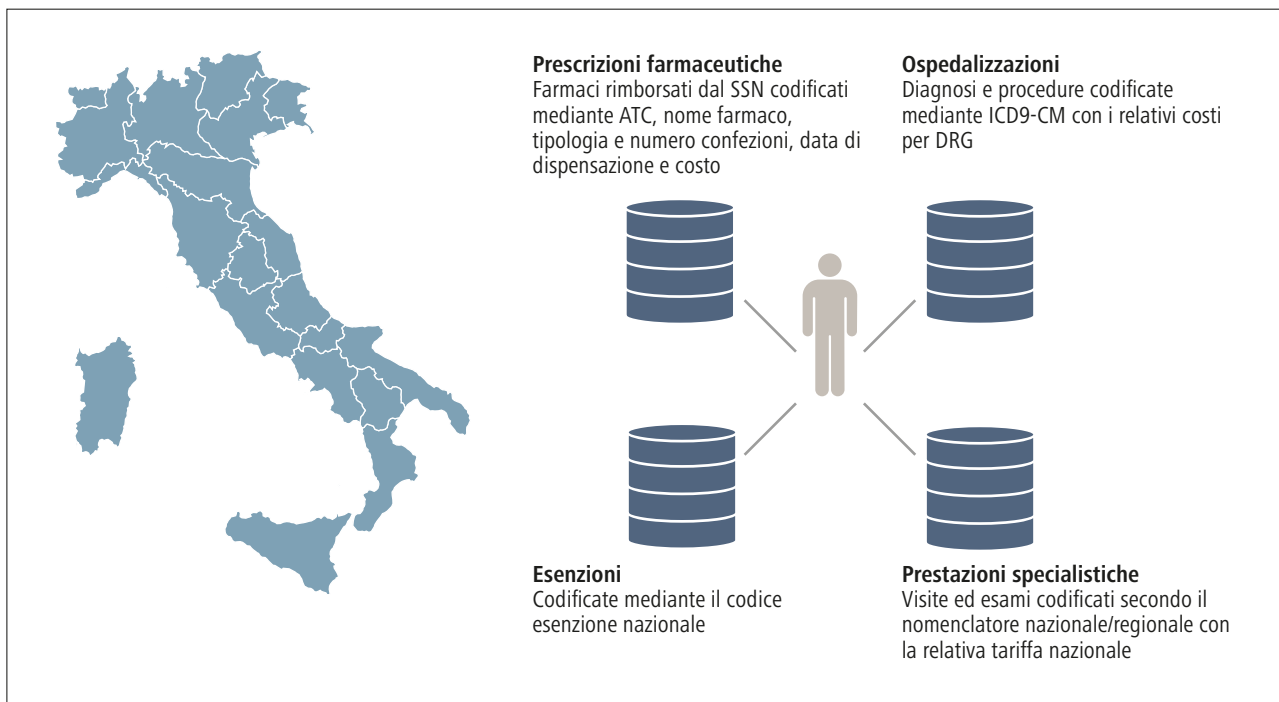 Prescrizioni farmaceutiche
Farmaci rimborsati dal SSN codificati
mediante ATC, nome farmaco,
tipologia e numero confezioni, data di
dispensazione e costo
Ospedalizzazioni
Diagnosi e procedure codificate
mediante ICD9-CM con i relativi costi
per DRG
Esenzioni
Codificate mediante il codice
esenzione nazionale
Prestazioni specialistiche
Visite ed esami codificati secondo il
nomenclatore nazionale/regionale con
la relativa tariffa nazionale